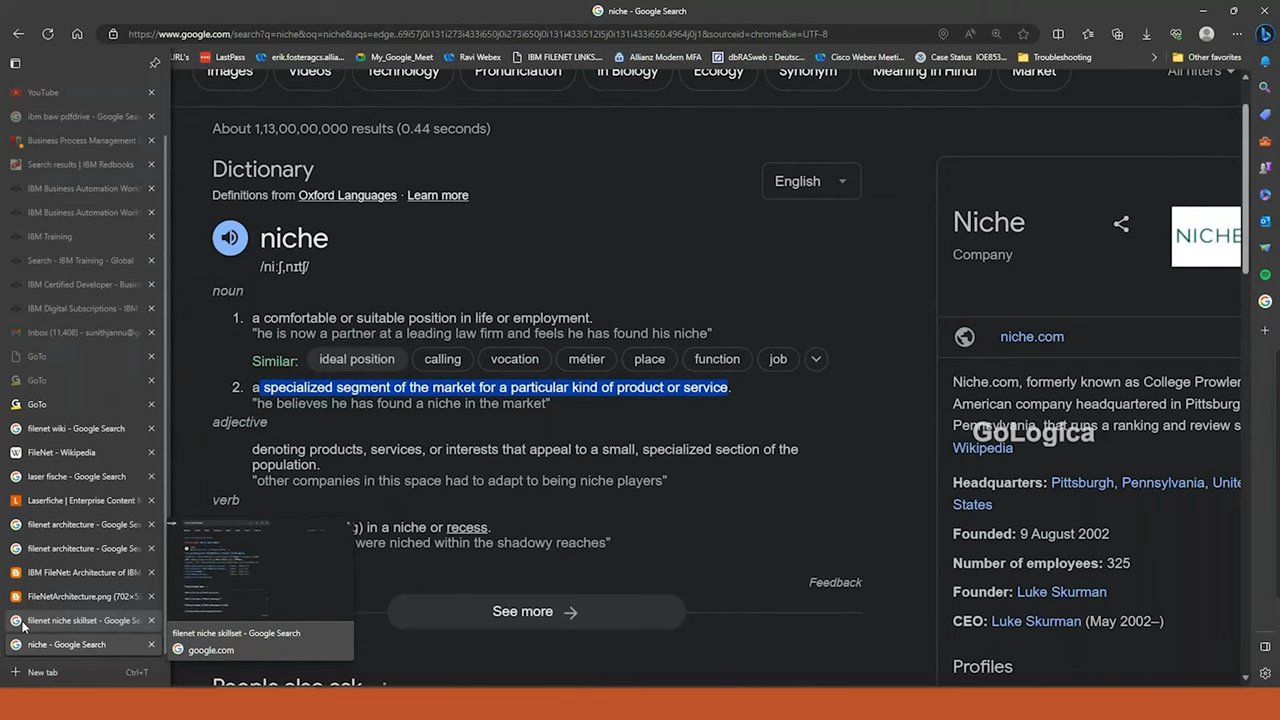 niche - Google Search
https://www.google.com/search?q=niche&oq=niche&aqs=edge..69i57j0i131i273i433i650j0i131i433i512l5j0i131i433i650.4964j0j1&sourceid=chrome&ie=UTF-8
URL's LastPass erik.fosteragcs.allia... My_Google_Meet Ravi Webex IBM FILENET LINKS... Allianz Modern MFA dbRASweb :: Deutsc... Cisco Webex Meeti... Case Status IOE853... Troubleshooting Other favorites
Images Videos Technology Pronunciation In Biology Ecology Synonym Meaning in Hindi Market All filters
YouTube
ibm baw pdfdrive - Google Sea
Business Process Management
Search results | IBM Redbooks
IBM Business Automation Work
IBM Business Automation Work
IBM Training
Search - IBM Training - Global
IBM Certified Developer - Busin
IBM Digital Subscriptions - IBM
Inbox (11,408) - sunithjannu@g
GoTo
GoTo
GoTo
filenet wiki - Google Search
FileNet - Wikipedia
laser fische - Google Search
Laserfiche | Enterprise Content M
filenet architecture - Google Sea
filenet architecture - Google Sea
IBM FileNet: Architecture of IBM
FileNetArchitecture.png (702×53
filenet niche skillset - Google Sea
niche - Google Search
New tab Ctrl+T
filenet niche skillset - Google Search
google.com
About 1,13,00,00,000 results (0.44 seconds)
Dictionary
Definitions from Oxford Languages · Learn more
English
niche
/niːʃ,nɪtʃ/
noun
1. a comfortable or suitable position in life or employment.
"he is now a partner at a leading law firm and feels he has found his niche"
Similar: ideal position calling vocation métier place function job
2. a specialized segment of the market for a particular kind of product or service.
"he believes he has found a niche in the market"
adjective
denoting products, services, or interests that appeal to a small, specialized section of the
population.
"other companies in this space had to adapt to being niche players"
verb
) in a niche or recess.
were niched within the shadowy reaches"
Feedback
See more
People also ask
Niche
Company
NICHE
niche.com
Niche.com, formerly known as College Prowler
American company headquartered in Pittsburg
Pennsylvania, that runs a ranking and review s
GoLogica
Wikipedia
Headquarters: Pittsburgh, Pennsylvania, Unite
States
Founded: 9 August 2002
Number of employees: 325
Founder: Luke Skurman
CEO: Luke Skurman (May 2002–)
Profiles